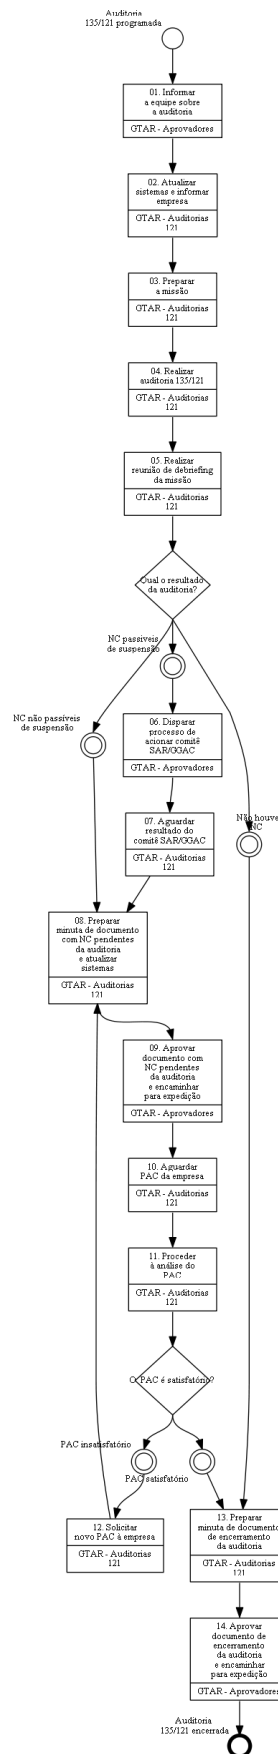 Auditoria
135/121 programada
01. Informar
a equipe sobre
a auditoria
GTAR - Aprovadores
02. Atualizar
sistemas e informar
empresa
GTAR - Auditorias
121
03. Preparar
a missão
GTAR - Auditorias
121
04. Realizar
auditoria 135/121
GTAR - Auditorias
121
05. Realizar
reunião de debriefing
da missão
GTAR - Auditorias
121
Qual o resultado
da auditoria?
NC passíveis
de suspensão
NC não passíveis
de suspensão
06. Disparar
processo de
acionar comitê
SAR/GGAC
GTAR - Aprovadores
07. Aguardar
resultado do
comitê SAR/GGAC
GTAR - Auditorias
121
Não houve
NC
08. Preparar
minuta de documento
com NC pendentes
da auditoria
e atualizar
sistemas
GTAR - Auditorias
121
09. Aprovar
documento com
NC pendentes
da auditoria
e encaminhar
para expedição
GTAR - Aprovadores
10. Aguardar
PAC da empresa
GTAR - Auditorias
121
11. Proceder
à análise do
PAC
GTAR - Auditorias
121
O PAC é satisfatório?
PAC insatisfatório
PAC satisfatório
12. Solicitar
novo PAC à empresa
GTAR - Auditorias
121
13. Preparar
minuta de documento
de encerramento
da auditoria
GTAR - Auditorias
121
14. Aprovar
documento de
encerramento
da auditoria
e encaminhar
para expedição
GTAR - Aprovadores
Auditoria
135/121 encerrada